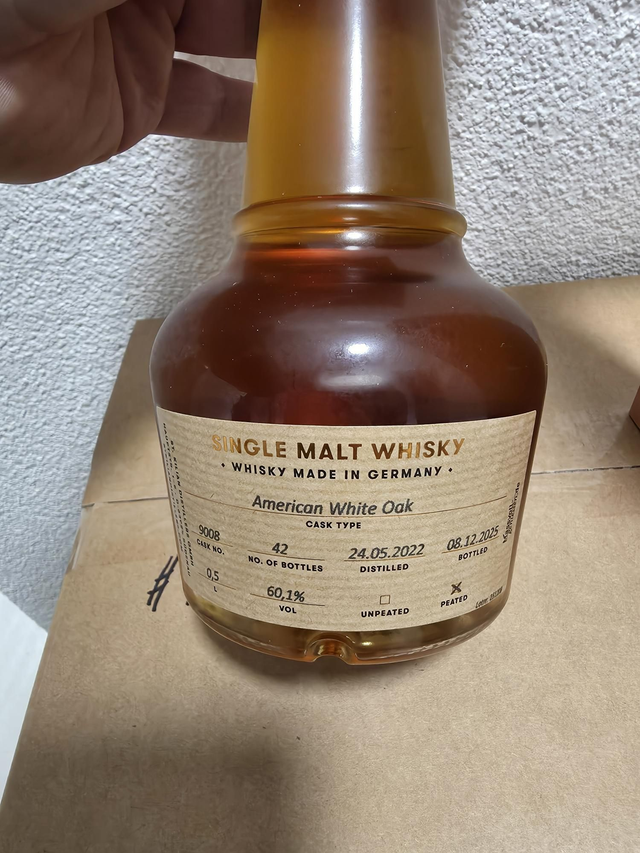 SINGLE MALT WHISKY
• WHISKY MADE IN GERMANY •
American White Oak
CASK TYPE
9008
CASK NO.
42
NO. OF BOTTLES
24.05.2022
DISTILLED
08.12.2025
BOTTLED
0,5
L
60,1%
VOL
UNPEATED
X
PEATED
#